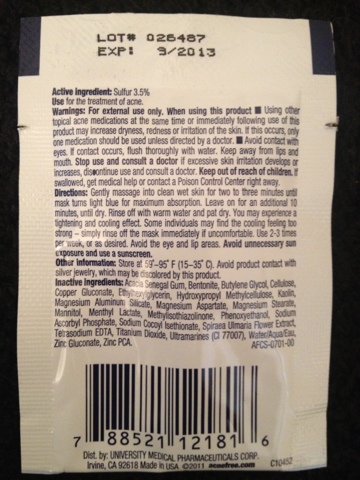 LOT# 026487
EXP: 9/2013
Active ingredient: Sulfur 3.5%
Use for the treatment of acne.
Warnings: For external use only. When using this product ■ Using other
topical acne medications at the same time or immediately following use of this
product may increase dryness, redness or irritation of the skin. If this occurs, only
one medication should be used unless directed by a doctor. ■ Avoid contact with
eyes. If contact occurs, flush thoroughly with water. Keep away from lips and
mouth. Stop use and consult a doctor if excessive skin irritation develops or
increases, discontinue use and consult a doctor. Keep out of reach of children. If
swallowed, get medical help or contact a Poison Control Center right away.
Directions: Gently massage into clean wet skin for two to three minutes until
mask turns light blue for maximum absorption. Leave on for an additional 10
minutes, until dry. Rinse off with warm water and pat dry. You may experience a
tightening and cooling effect. Some individuals may find the cooling feeling too
strong – simply rinse off the mask immediately if uncomfortable. Use 2-3 times
per week, or as desired. Avoid the eye and lip areas. Avoid unnecessary sun
exposure and use a sunscreen.
Other Information: Store at 59°-95° F (15-35° C). Avoid product contact with
silver jewelry, which may be discolored by this product.
Inactive Ingredients: Acacia Senegal Gum, Bentonite, Butylene Glycol, Cellulose,
Copper Gluconate, Ethylhexylglycerin, Hydroxypropyl Methylcellulose, Kaolin,
Magnesium Aluminum Silicate, Magnesium Aspartate, Magnesium Stearate,
Mannitol, Menthyl Lactate, Methylisothiazolinone, Phenoxyethanol, Sodium
Ascorbyl Phosphate, Sodium Cocoyl Isethionate, Spiraea Ulmaria Flower Extract,
Tetrasodium EDTA, Titanium Dioxide, Ultramarines (CI 77007), Water/Aqua/Eau,
Zinc Gluconate, Zinc PCA. AFCS-0701-00
7 88521 12181 6
Dist. by: UNIVERSITY MEDICAL PHARMACEUTICALS CORP.
Irvine, CA 92618 Made in USA ©2011 acnefree.com C10452